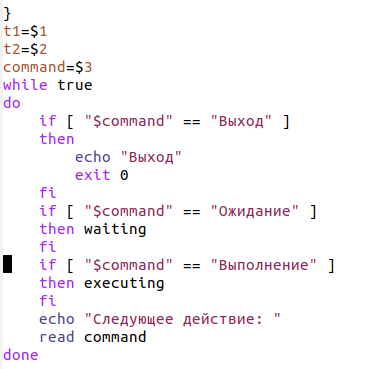 }
t1=$1
t2=$2
command=$3
while true
do
    if [ "$command" == "Выход" ]
    then
        echo "Выход"
        exit 0
    fi
    if [ "$command" == "Ожидание" ]
    then waiting
    fi
    if [ "$command" == "Выполнение" ]
    then executing
    fi
    echo "Следующее действие: "
    read command
done